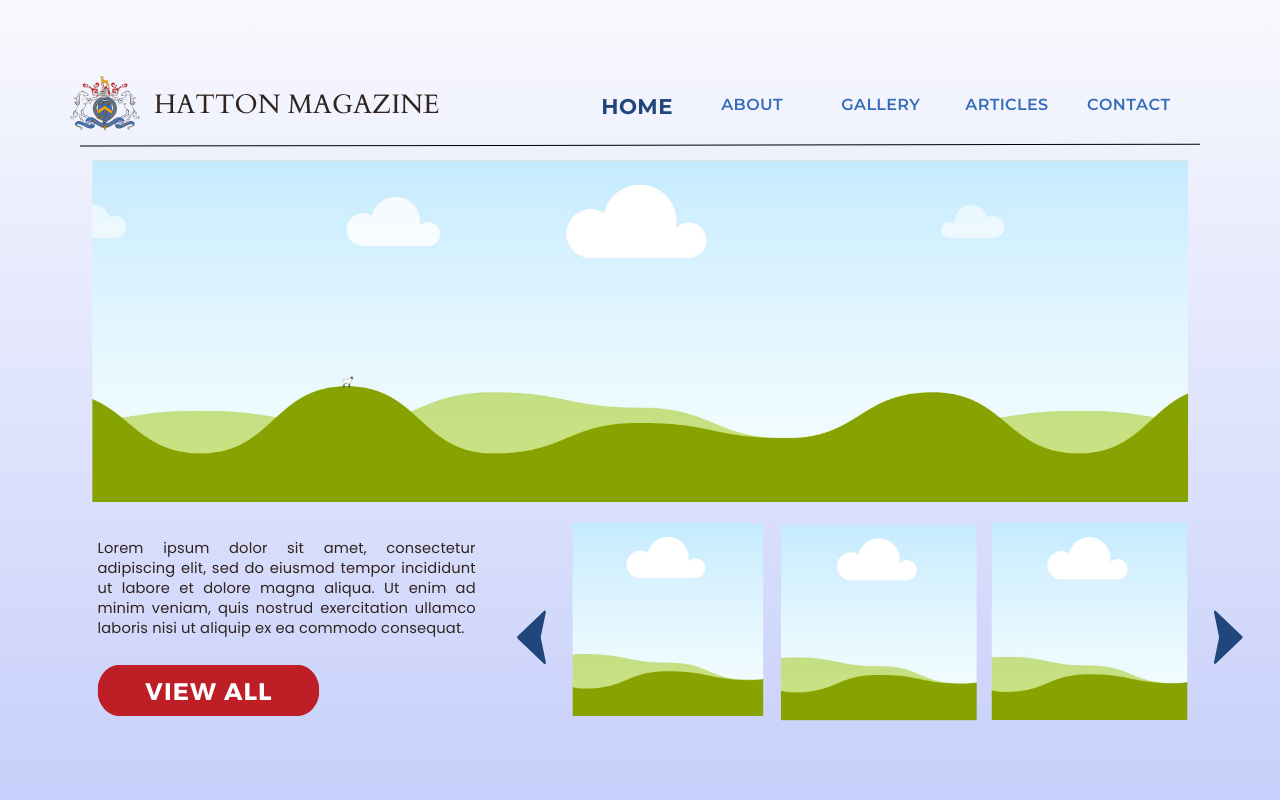 HATTON MAGAZINE
HOME ABOUT GALLERY ARTICLES CONTACT
Lorem ipsum dolor sit amet, consectetur
adipiscing elit, sed do eiusmod tempor incididunt
ut labore et dolore magna aliqua. Ut enim ad
minim veniam, quis nostrud exercitation ullamco
laboris nisi ut aliquip ex ea commodo consequat.
VIEW ALL